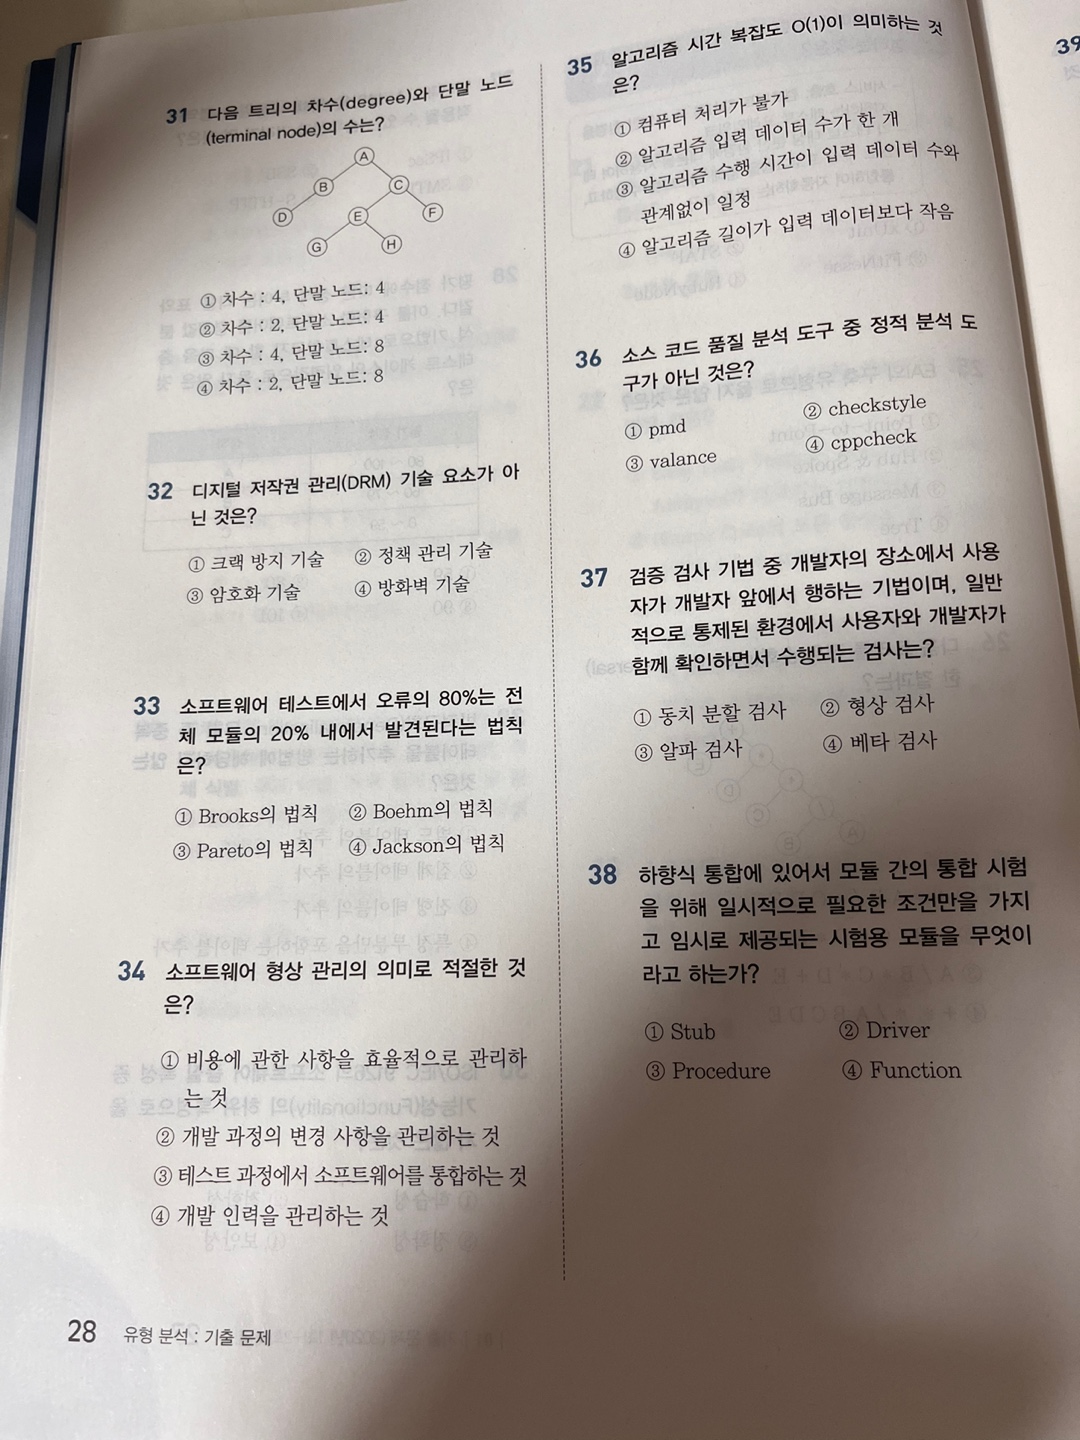 31 다음 트리의 차수(degree)와 단말 노드
(terminal node)의 수는?
A
B
C
D
E
F
G
H
① 차수 : 4, 단말 노드: 4
② 차수 : 2, 단말 노드: 4
③ 차수 : 4, 단말 노드: 8
④ 차수 : 2, 단말 노드: 8
32 디지털 저작권 관리(DRM) 기술 요소가 아
닌 것은?
① 크랙 방지 기술 ② 정책 관리 기술
③ 암호화 기술 ④ 방화벽 기술
33 소프트웨어 테스트에서 오류의 80%는 전
체 모듈의 20% 내에서 발견된다는 법칙
은?
① Brooks의 법칙 ② Boehm의 법칙
③ Pareto의 법칙 ④ Jackson의 법칙
34 소프트웨어 형상 관리의 의미로 적절한 것
은?
① 비용에 관한 사항을 효율적으로 관리하
는 것
② 개발 과정의 변경 사항을 관리하는 것
③ 테스트 과정에서 소프트웨어를 통합하는 것
④ 개발 인력을 관리하는 것
35 알고리즘 시간 복잡도 O(1)이 의미하는 것
은?
① 컴퓨터 처리가 불가
② 알고리즘 입력 데이터 수가 한 개
③ 알고리즘 수행 시간이 입력 데이터 수와
관계없이 일정
④ 알고리즘 길이가 입력 데이터보다 작음
36 소스 코드 품질 분석 도구 중 정적 분석 도
구가 아닌 것은?
① pmd ② checkstyle
③ valance ④ cppcheck
37 검증 검사 기법 중 개발자의 장소에서 사용
자가 개발자 앞에서 행하는 기법이며, 일반
적으로 통제된 환경에서 사용자와 개발자가
함께 확인하면서 수행되는 검사는?
① 동치 분할 검사 ② 형상 검사
③ 알파 검사 ④ 베타 검사
38 하향식 통합에 있어서 모듈 간의 통합 시험
을 위해 일시적으로 필요한 조건만을 가지
고 임시로 제공되는 시험용 모듈을 무엇이
라고 하는가?
① Stub ② Driver
③ Procedure ④ Function
39
28 유형 분석 : 기출 문제